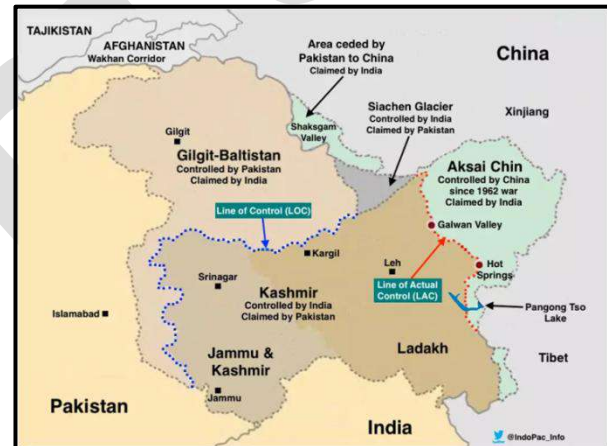 TAJIKISTAN
AFGHANISTAN
Wakhan Corridor
Area ceded by
Pakistan to China
Claimed by India
China
Siachen Glacier
Controlled by India
Claimed by Pakistan
Xinjiang
Shaksgam
Valley
Gilgit
Gilgit-Baltistan
Controlled by Pakistan
Claimed by India
Aksai Chin
Controlled by China
since 1962 war
Claimed by India
Line of Control (LOC)
Galwan Valley
Kargil
Leh
Hot
Springs
Srinagar
Line of Actual
Control (LAC)
Kashmir
Controlled by India
Claimed by Pakistan
Islamabad
Pangong Tso
Lake
Ladakh
Jammu &
Kashmir
Tibet
Jammu
Pakistan
India
@IndoPac_Info